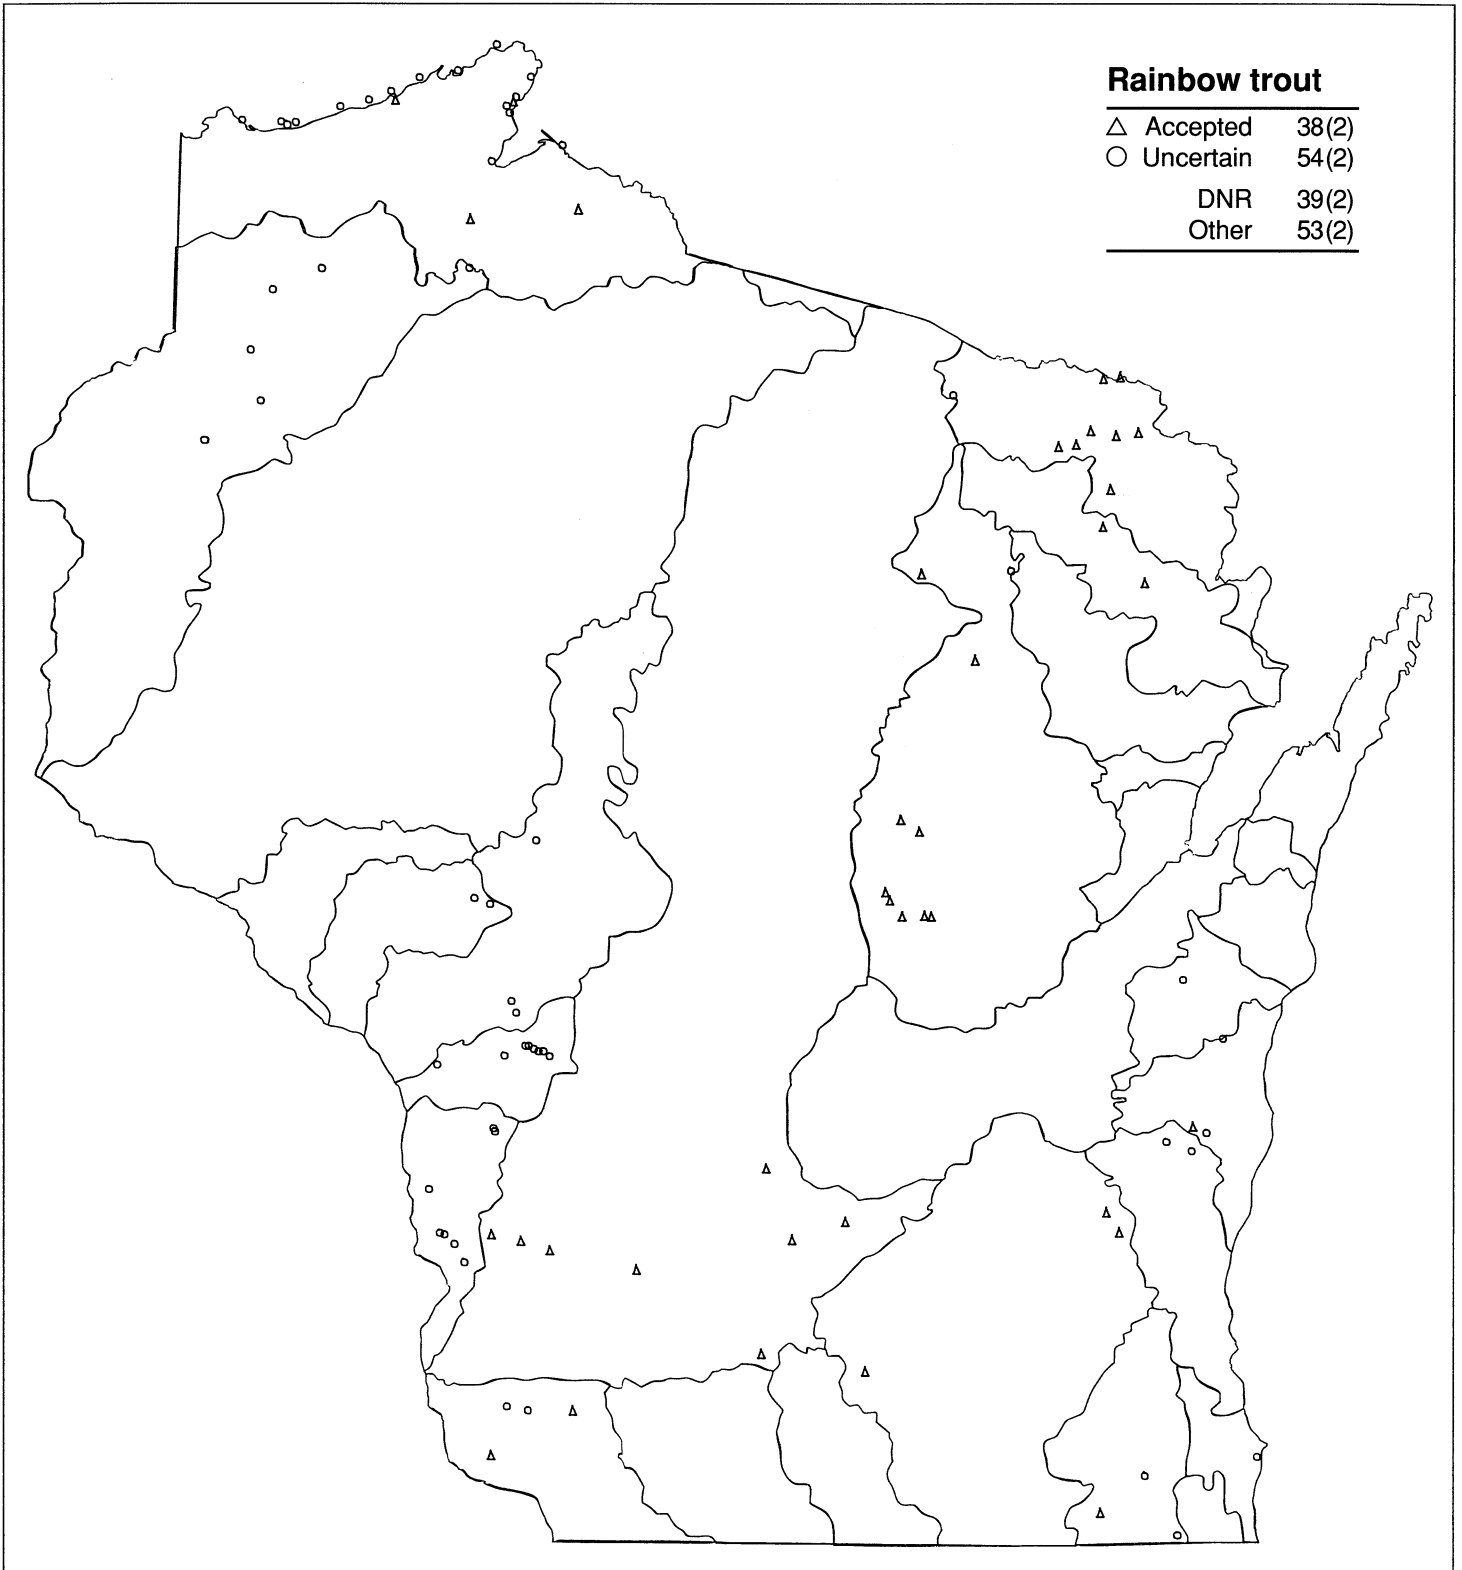 Rainbow trout
△ Accepted 38(2)
○ Uncertain 54(2)
DNR 39(2)
Other 53(2)